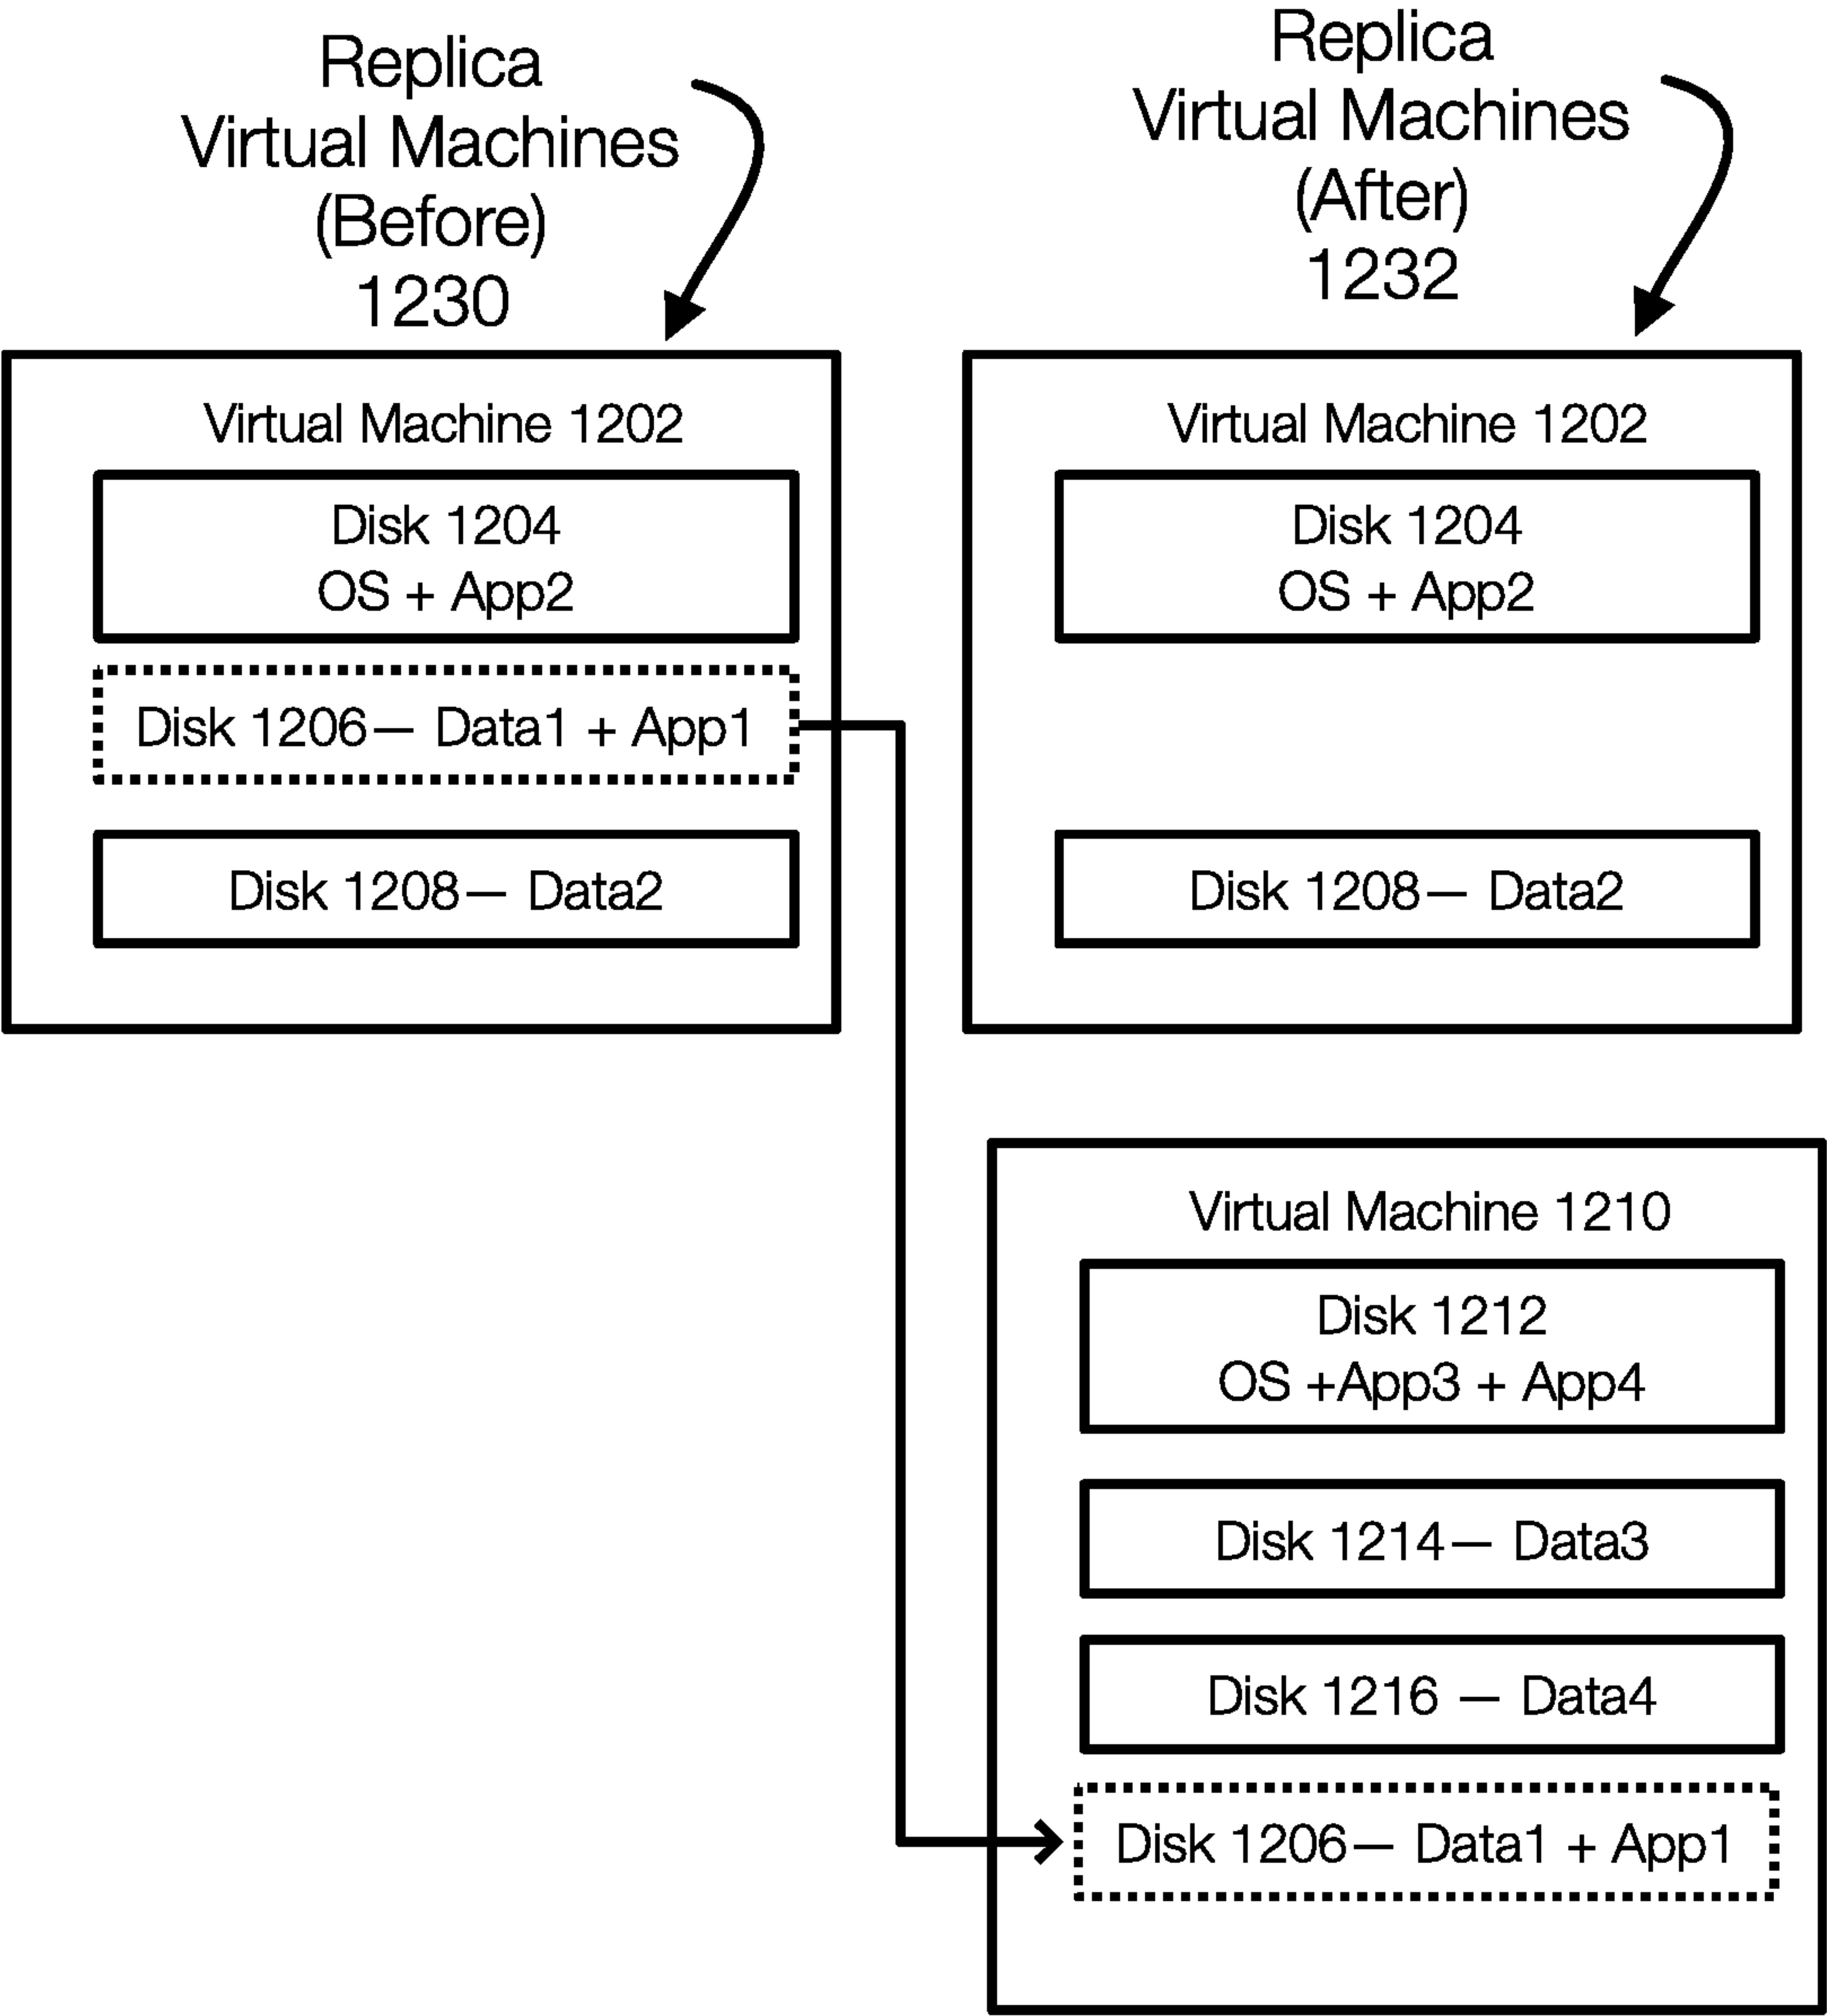 Replica
Virtual Machines
(Before)
1230
Virtual Machine 1202
Disk 1204
OS + App2
Disk 1206— Data1 + App1
Disk 1208— Data2
Replica
Virtual Machines
(After)
1232
Virtual Machine 1202
Disk 1204
OS + App2
Disk 1208— Data2
Virtual Machine 1210
Disk 1212
OS +App3 + App4
Disk 1214— Data3
Disk 1216 — Data4
Disk 1206— Data1 + App1